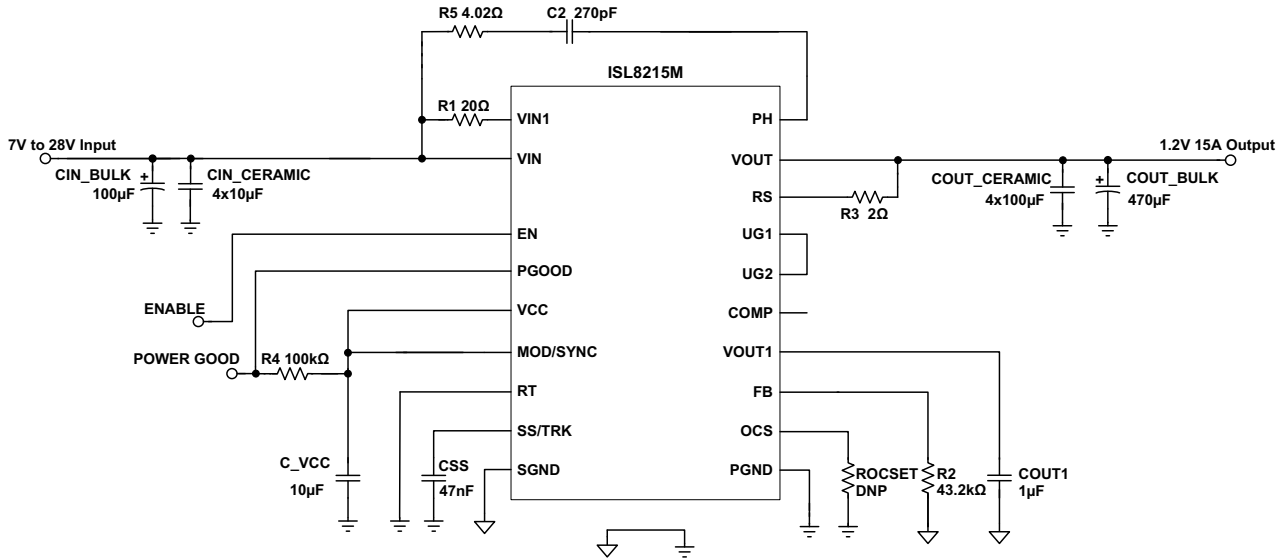 R5 4.02Ω
C2 270pF
ISL8215M
R1 20Ω
VIN1
PH
7V to 28V Input
VIN
VOUT
1.2V 15A Output
CIN_BULK
100µF
+
CIN_CERAMIC
4x10µF
RS
R3 2Ω
COUT_CERAMIC
4x100µF
+
COUT_BULK
470µF
EN
UG1
PGOOD
UG2
ENABLE
VCC
COMP
POWER GOOD
R4 100kΩ
MOD/SYNC
VOUT1
RT
FB
SS/TRK
OCS
C_VCC
10µF
CSS
47nF
SGND
PGND
ROCSET
DNP
R2
43.2kΩ
COUT1
1µF